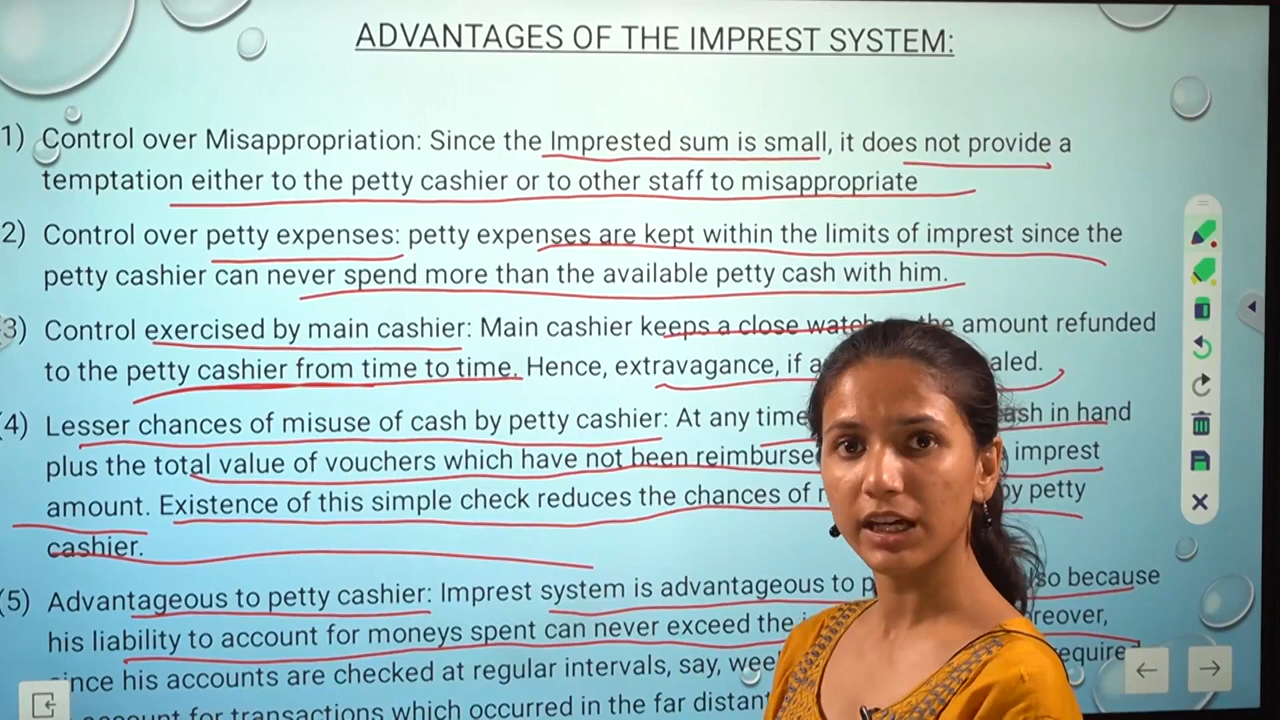 ADVANTAGES OF THE IMPREST SYSTEM:
1) Control over Misappropriation: Since the Imprested sum is small, it does not provide a
temptation either to the petty cashier or to other staff to misappropriate
2) Control over petty expenses: petty expenses are kept within the limits of imprest since the
petty cashier can never spend more than the available petty cash with him.
3) Control exercised by main cashier: Main cashier keeps a close watch the amount refunded
to the petty cashier from time to time. Hence, extravagance, if
(4) Lesser chances of misuse of cash by petty cashier: At any time cash in hand
plus the total value of vouchers which have not been reimbursed imprest
amount. Existence of this simple check reduces the chances of by petty
cashier.
(5) Advantageous to petty cashier: Imprest system is advantageous to also because
his liability to account for moneys spent can never exceed the
since his accounts are checked at regular intervals, say,
account for transactions which occurred in the far distant